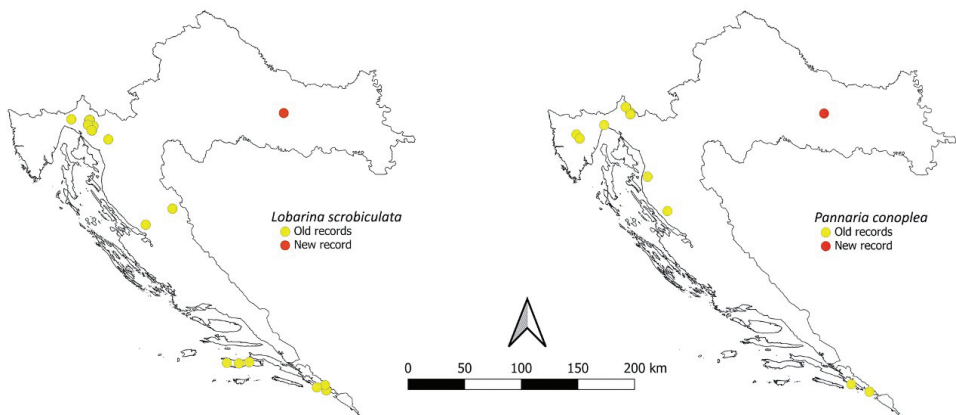 Lobarina scrobiculata
Old records
New record
Pannaria conoplea
Old records
New record
0 50 100 150 200 km